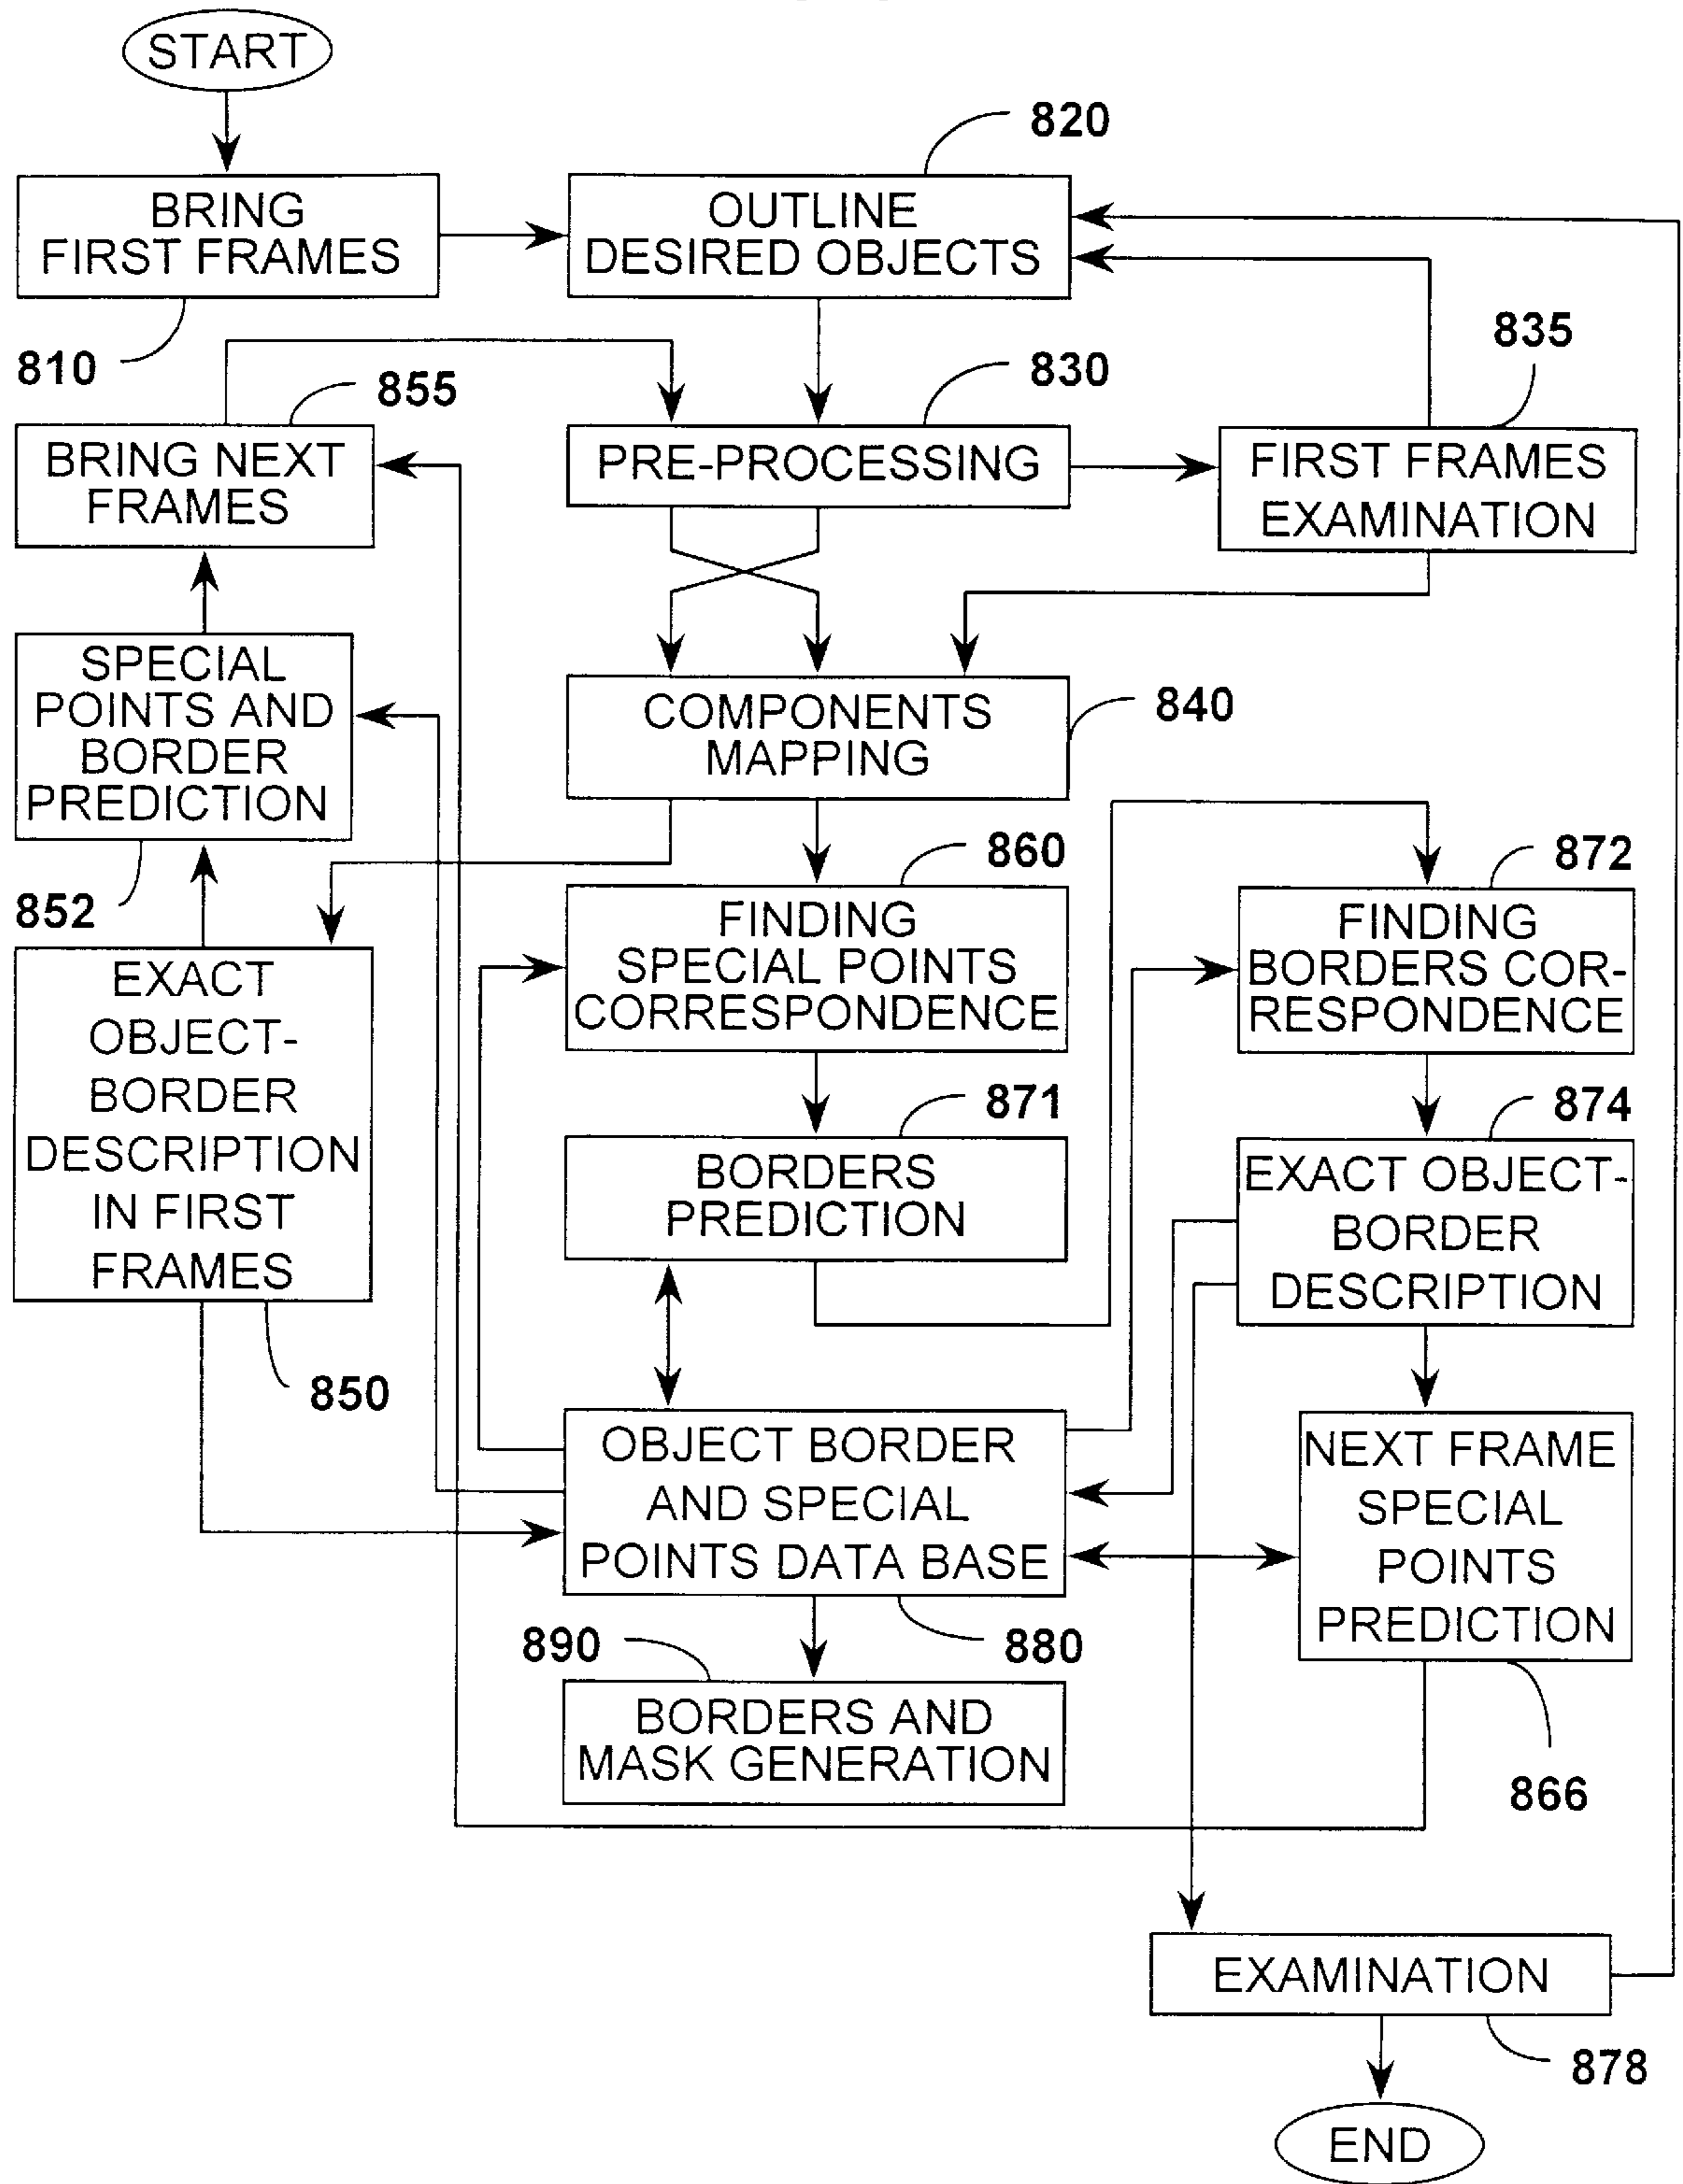 START
820
BRING
FIRST FRAMES
OUTLINE
DESIRED OBJECTS
810
855
830
835
BRING NEXT
FRAMES
PRE-PROCESSING
FIRST FRAMES
EXAMINATION
SPECIAL
POINTS AND
BORDER
PREDICTION
COMPONENTS
MAPPING
840
852
860
872
EXACT
OBJECT-
BORDER
DESCRIPTION
IN FIRST
FRAMES
FINDING
SPECIAL POINTS
CORRESPONDENCE
FINDING
BORDERS COR-
RESPONDENCE
871
874
BORDERS
PREDICTION
EXACT OBJECT-
BORDER
DESCRIPTION
850
OBJECT BORDER
AND SPECIAL
POINTS DATA BASE
NEXT FRAME
SPECIAL
POINTS
PREDICTION
890
880
BORDERS AND
MASK GENERATION
866
EXAMINATION
878
END